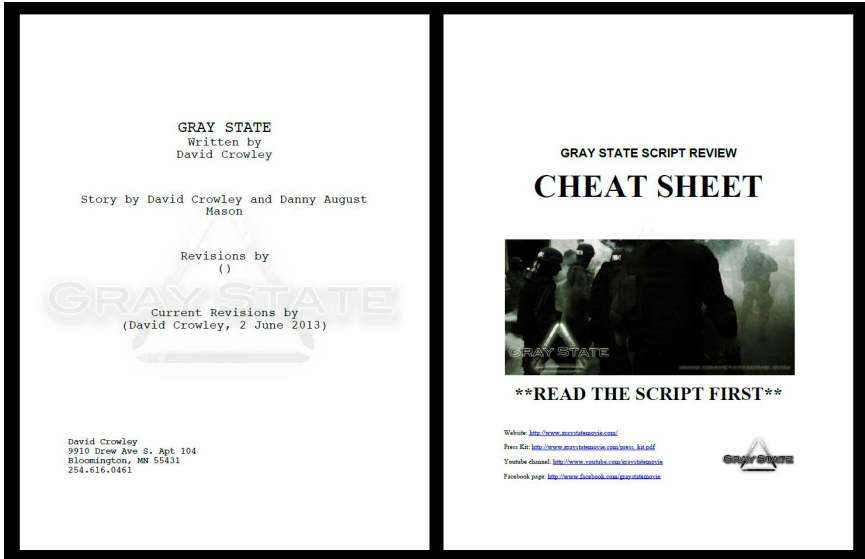 GRAY STATE
Written by
David Crowley
Story by David Crowley and Danny August
Mason
Revisions by
()
GRAY STATE
Current Revisions by
(David Crowley, 2 June 2013)
David Crowley
9910 Drew Ave S. Apt 104
Bloomington, MN 55431
254.616.0461
GRAY STATE SCRIPT REVIEW
CHEAT SHEET
GRAY STATE
WWW.GRAYSTATEMOVIE.COM
**READ THE SCRIPT FIRST**
Website: http://www.graystatemovie.com/
Press Kit: http://www.graystatemovie.com/press_kit.pdf
Youtube channel: http://www.youtube.com/graystatemovie
Facebook page: http://www.facebook.com/graystatemovie
GRAY STATE